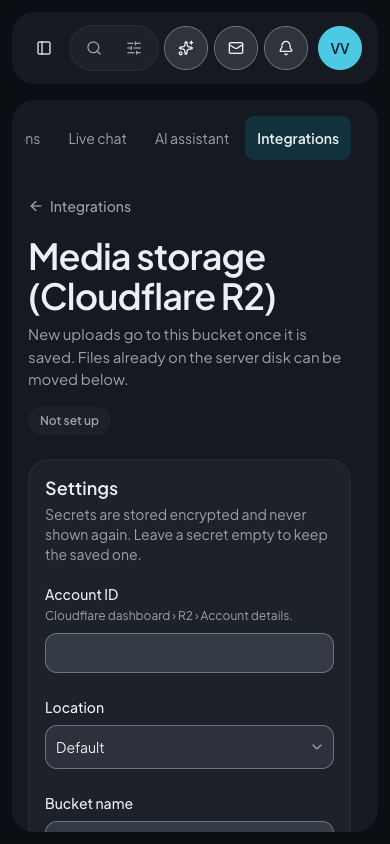 VV
ns
Live chat
AI assistant
Integrations
Integrations
Media storage
(Cloudflare R2)
New uploads go to this bucket once it is
saved. Files already on the server disk can be
moved below.
Not set up
Settings
Secrets are stored encrypted and never
shown again. Leave a secret empty to keep
the saved one.
Account ID
Cloudflare dashboard › R2 › Account details.
Location
Default
Bucket name